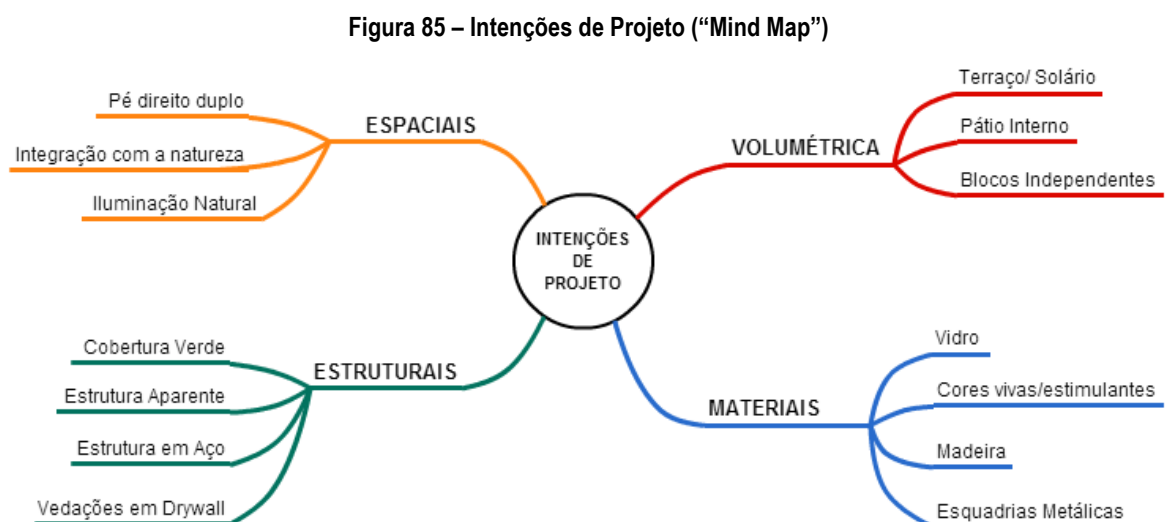 Figura 85 – Intenções de Projeto (“Mind Map”)
Pé direito duplo
Integração com a natureza
Iluminação Natural
ESPACIAIS
VOLUMÉTRICA
Terraço/ Solário
Pátio Interno
Blocos Independentes
INTENÇÕES
DE
PROJETO
Cobertura Verde
Estrutura Aparente
Estrutura em Aço
Vedações em Drywall
ESTRUTURAIS
MATERIAIS
Vidro
Cores vivas/estimulantes
Madeira
Esquadrias Metálicas